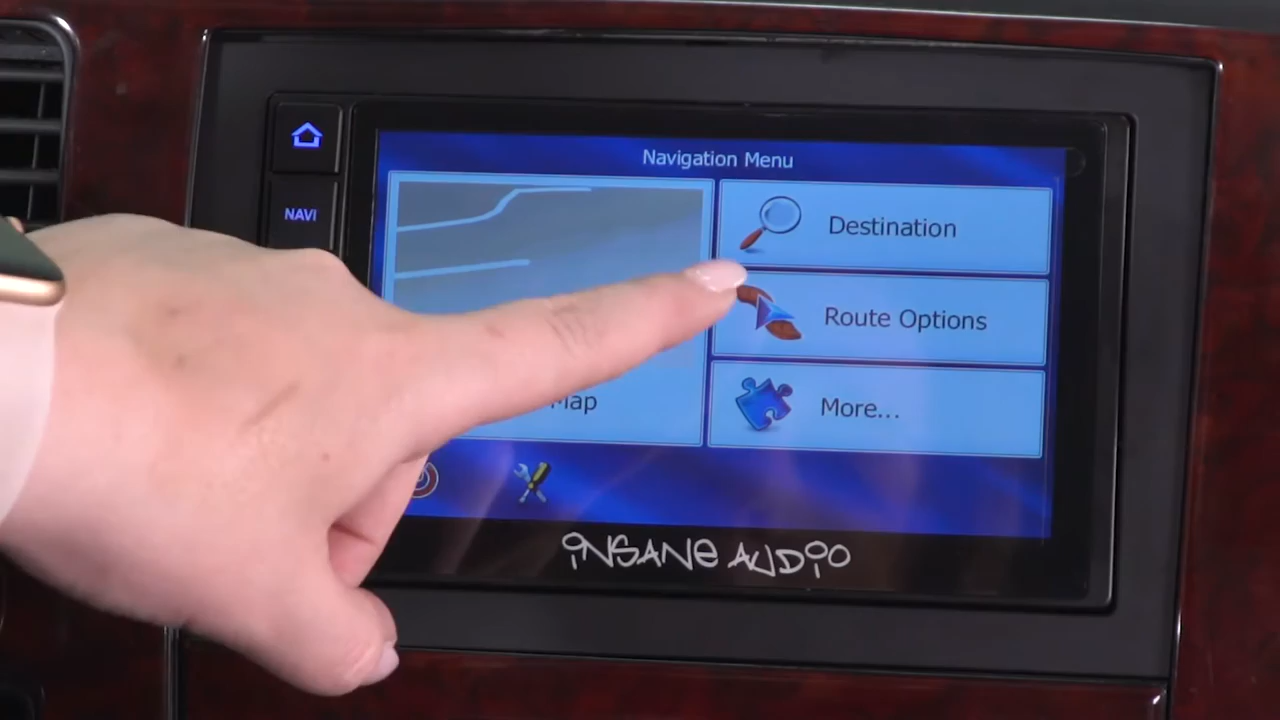 Navigation Menu
NAVI
Destination
Route Options
More...
Map
iNSANe AUDiO